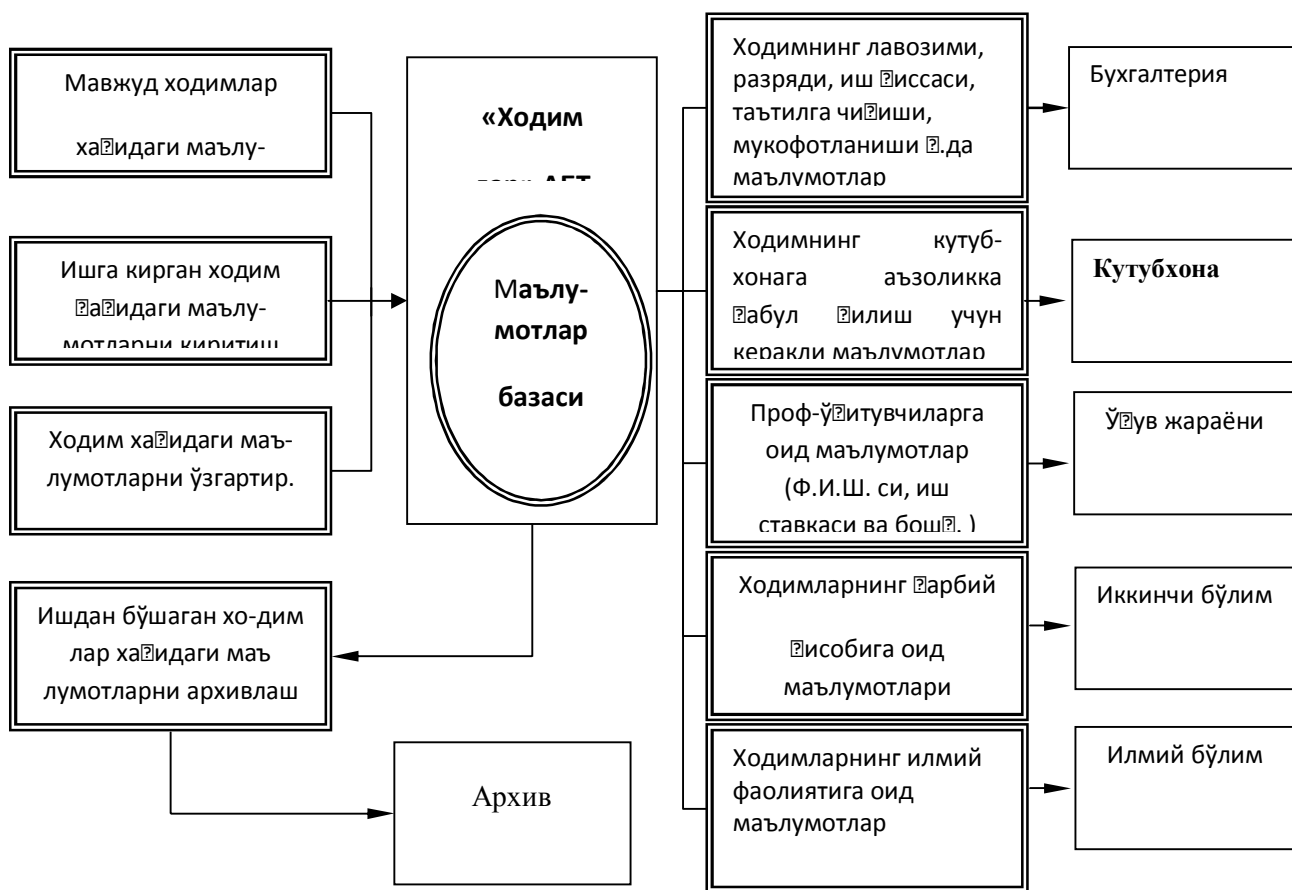 Мавжуд ходимлар
ха⍰идаги маълу-
Ишга кирган ходим
⍰а⍰идаги маълу-
мотларни киритиш
Ходим ха⍰идаги маъ-
лумотларни ўзгартир.
Ишдан бўшаган хо-дим
лар ха⍰идаги маъ
лумотларни архивлаш
«Ходим
Маълу-
мотлар
базаси
Архив
Ходимнинг лавозими,
разряди, иш ⍰иссаси,
таътилга чи⍰иши,
мукофотланиши ⍰.да
маълумотлар
Ходимнинг кутуб-
хонага аъзоликка
⍰абул ⍰илиш учун
керакли маълумотлар
Проф-ў⍰итувчиларга
оид маълумотлар
(Ф.И.Ш. си, иш
ставкаси ва бош⍰. )
Ходимларнинг ⍰арбий
⍰исобига оид
маълумотлари
Ходимларнинг илмий
фаолиятига оид
маълумотлар
Бухгалтерия
Кутубхона
Ў⍰ув жараёни
Иккинчи бўлим
Илмий бўлим